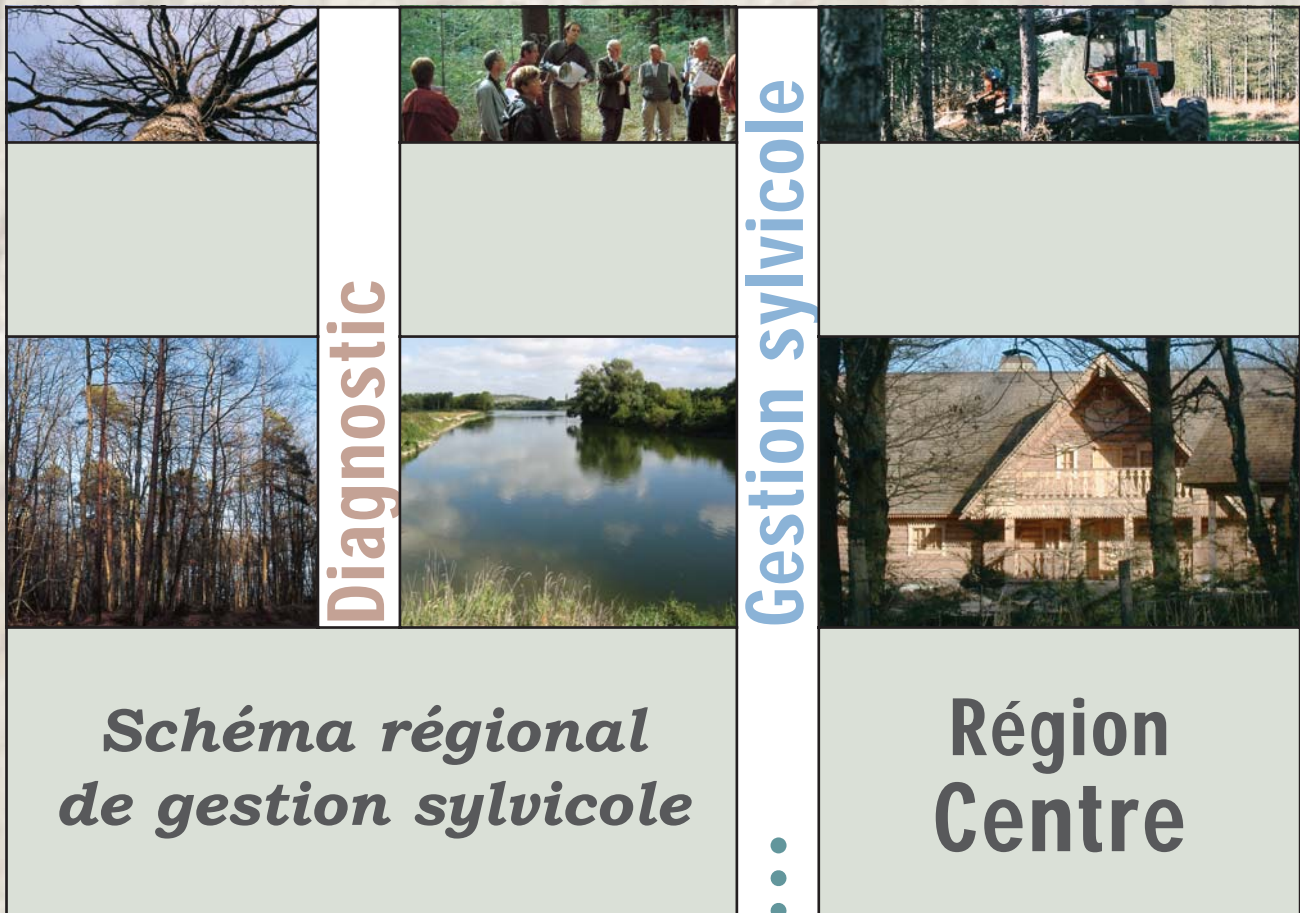 Diagnostic
Gestion sylvicole
Schéma régional
de gestion sylvicole
Région
Centre
...